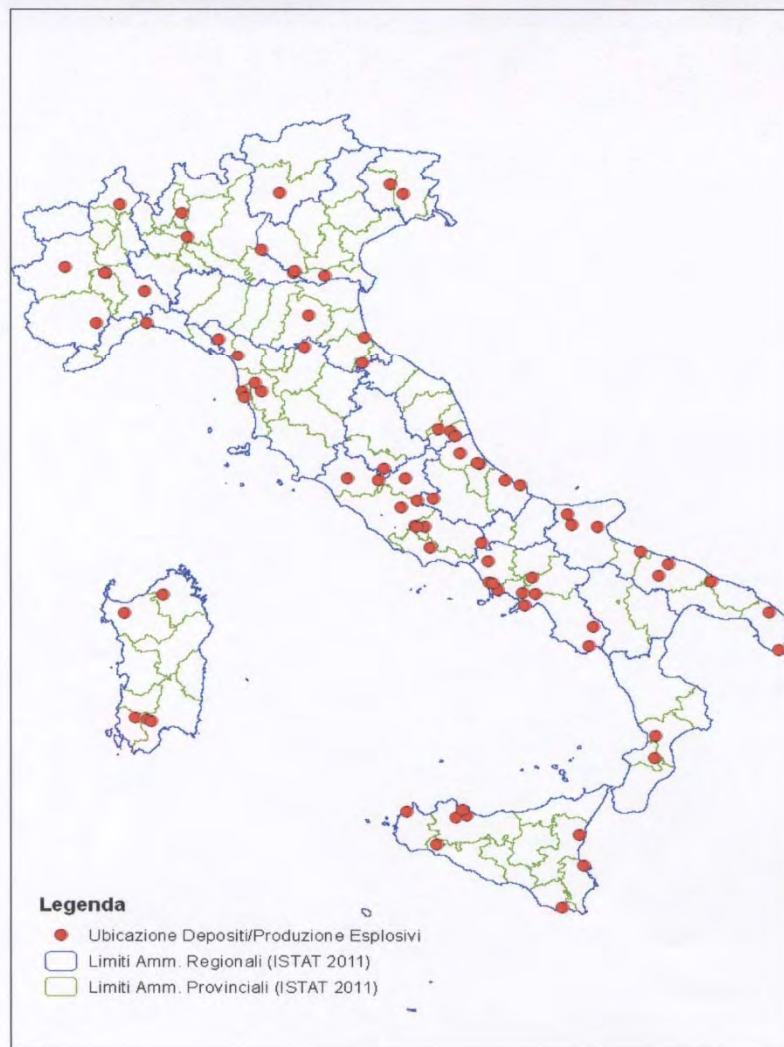 Legenda
Ubicazione Depositi/Produzione Esplosivi
Limiti Amm. Regionali (ISTAT 2011)
Limiti Amm. Provinciali (ISTAT 2011)